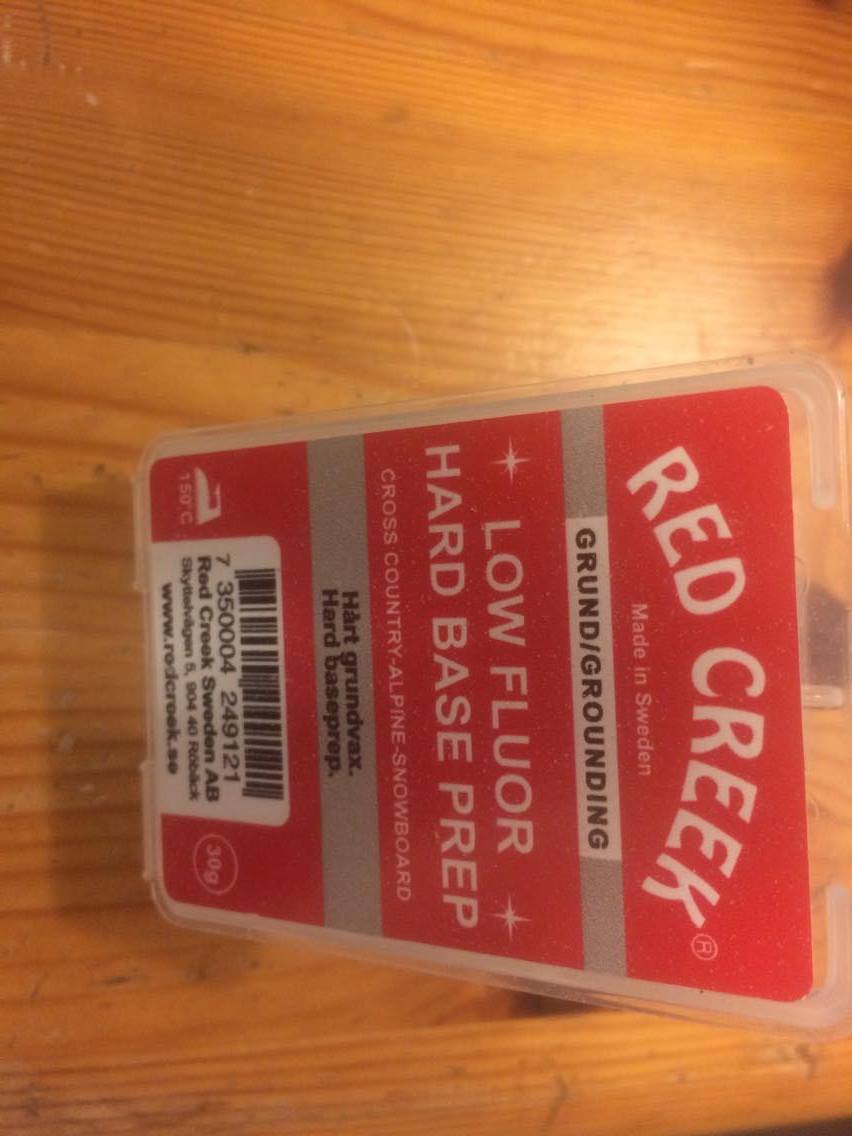 RED CREEK®
Made in Sweden
GRUND/GROUNDING
LOW FLUOR
HARD BASE PREP
CROSS COUNTRY-ALPINE-SNOWBOARD
Hårt grundvax.
Hard baseprep.
150°C
7 350004 249121
Red Creek Sweden AB
Skyttelvägen 5, 904 40 Röbäck
www.redcreek.se
30g